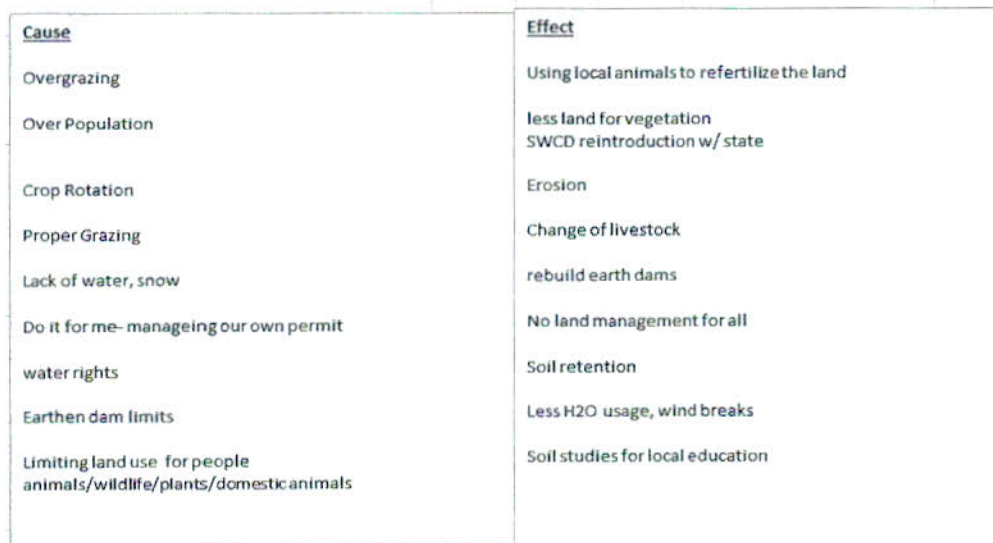 Cause
Overgrazing
Over Population
Crop Rotation
Proper Grazing
Lack of water, snow
Do it for me- manageing our own permit
water rights
Earthen dam limits
Limiting land use for people
animals/wildlife/plants/domestic animals
Effect
Using local animals to refertilize the land
less land for vegetation
SWCD reintroduction w/ state
Erosion
Change of livestock
rebuild earth dams
No land management for all
Soil retention
Less H2O usage, wind breaks
Soil studies for local education